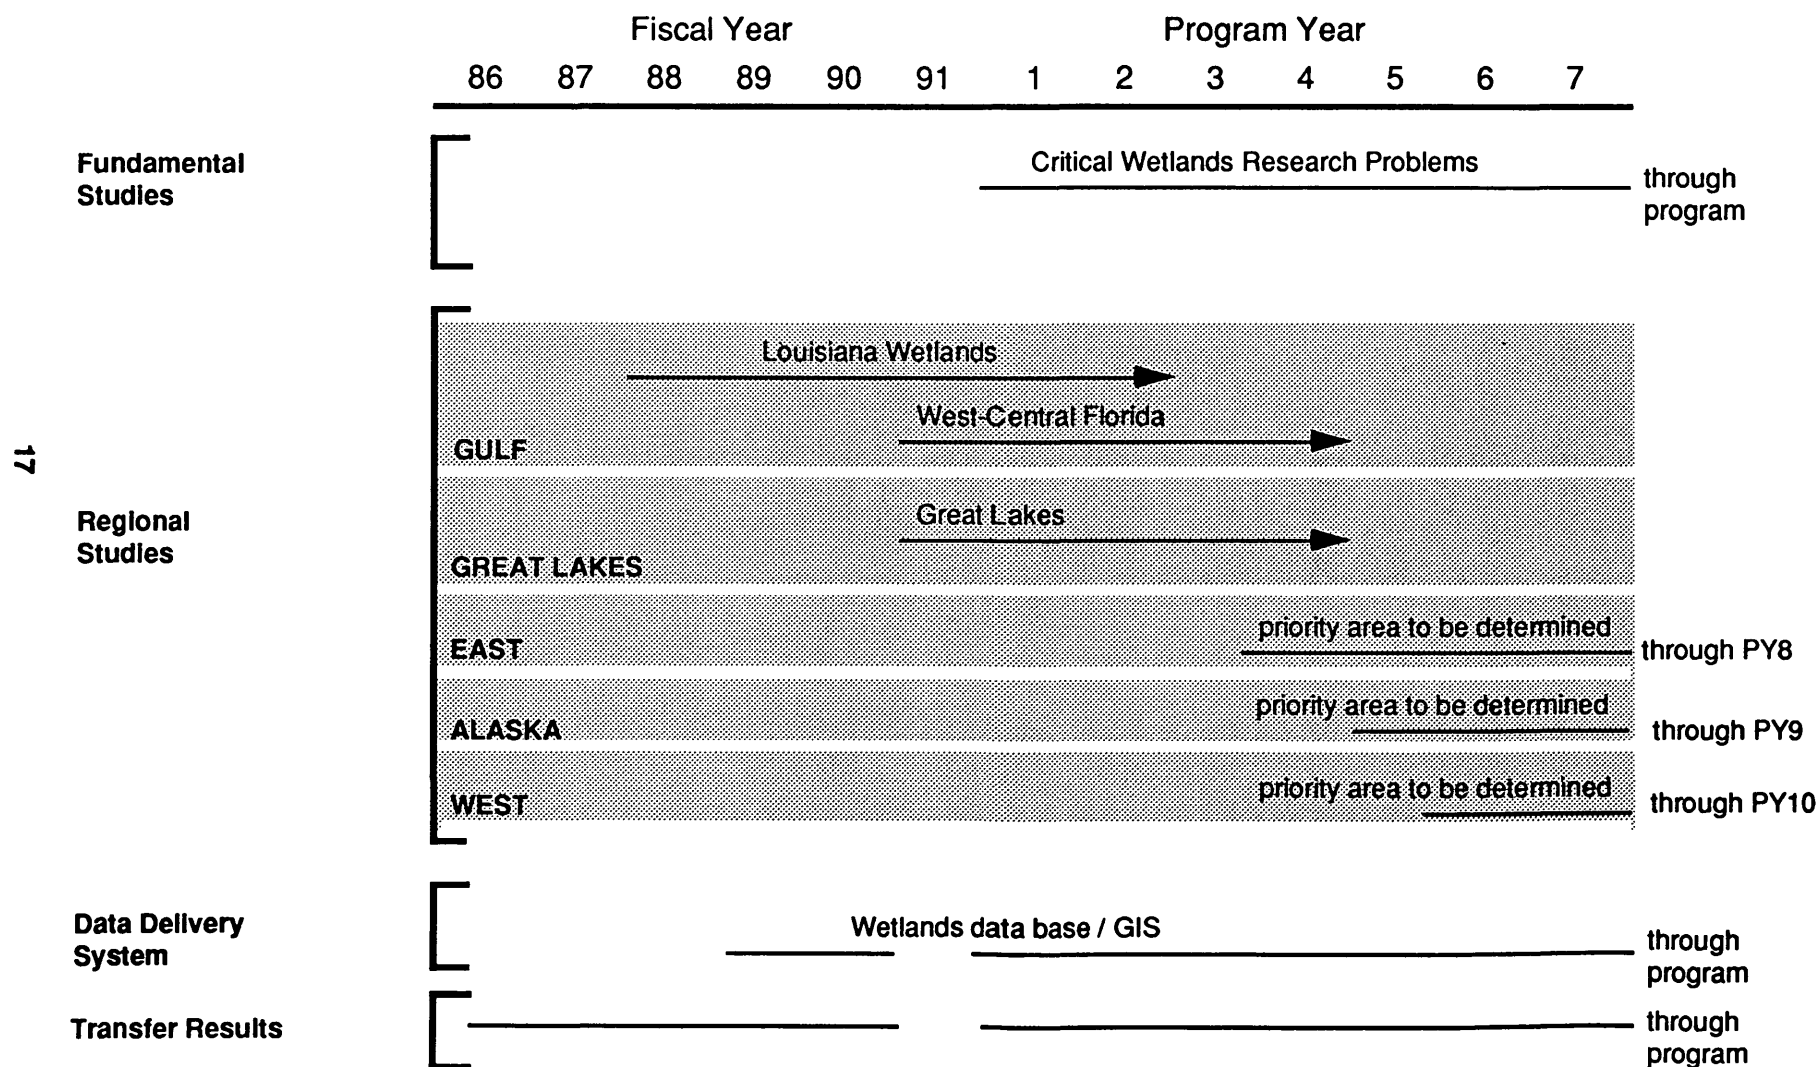 Fiscal Year Program Year
86 87 88 89 90 91 1 2 3 4 5 6 7
Fundamental
Studies
Critical Wetlands Research Problems
through
program
Regional
Studies
Louisiana Wetlands
West-Central Florida
GULF
Great Lakes
GREAT LAKES
priority area to be determined
EAST
through PY8
priority area to be determined
ALASKA
through PY9
priority area to be determined
WEST
through PY10
Data Delivery
System
Wetlands data base / GIS
through
program
Transfer Results
through
program
17